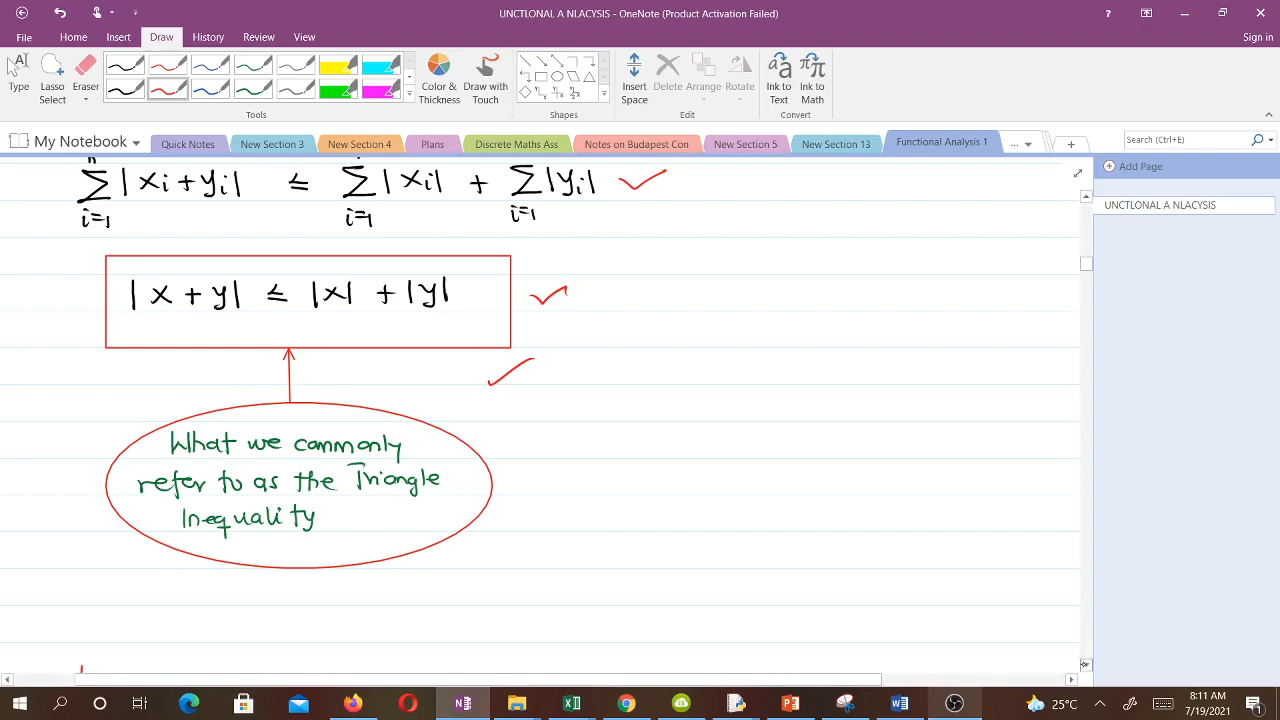 UNCTLONAL A NLACYSIS - OneNote (Product Activation Failed)
File Home Insert Draw History Review View
Sign in
Type
Lasso Select
Eraser
Color & Thickness
Draw with Touch
Insert Space
Delete
Arrange
Rotate
Ink to Text
Ink to Math
Tools
Shapes
Edit
Convert
My Notebook
Quick Notes
New Section 3
New Section 4
Plans
Discrete Maths Ass
Notes on Budapest Con
New Section 5
New Section 13
Functional Analysis 1
...
Search (Ctrl+E)
Add Page
UNCTLONAL A NLACYSIS
∑ |xi + yi| ≤ ∑ |xi| + ∑ |yi| ✓
i=1 i=1 i=1
|x + y| ≤ |x| + |y| ✓
✓
What we commonly
refer to as the Triangle
Inequality
25°C
8:11 AM
7/19/2021